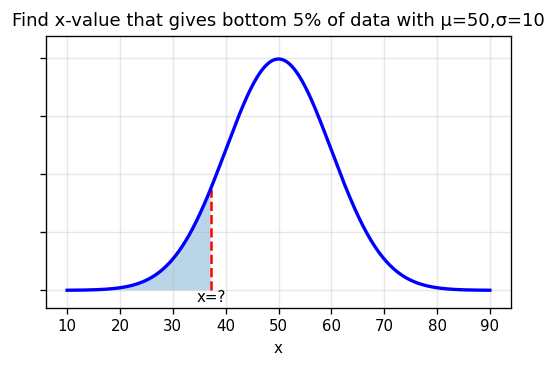 Find x-value that gives bottom 5% of data with μ=50,σ=10
x=?
10 20 30 40 50 60 70 80 90
x